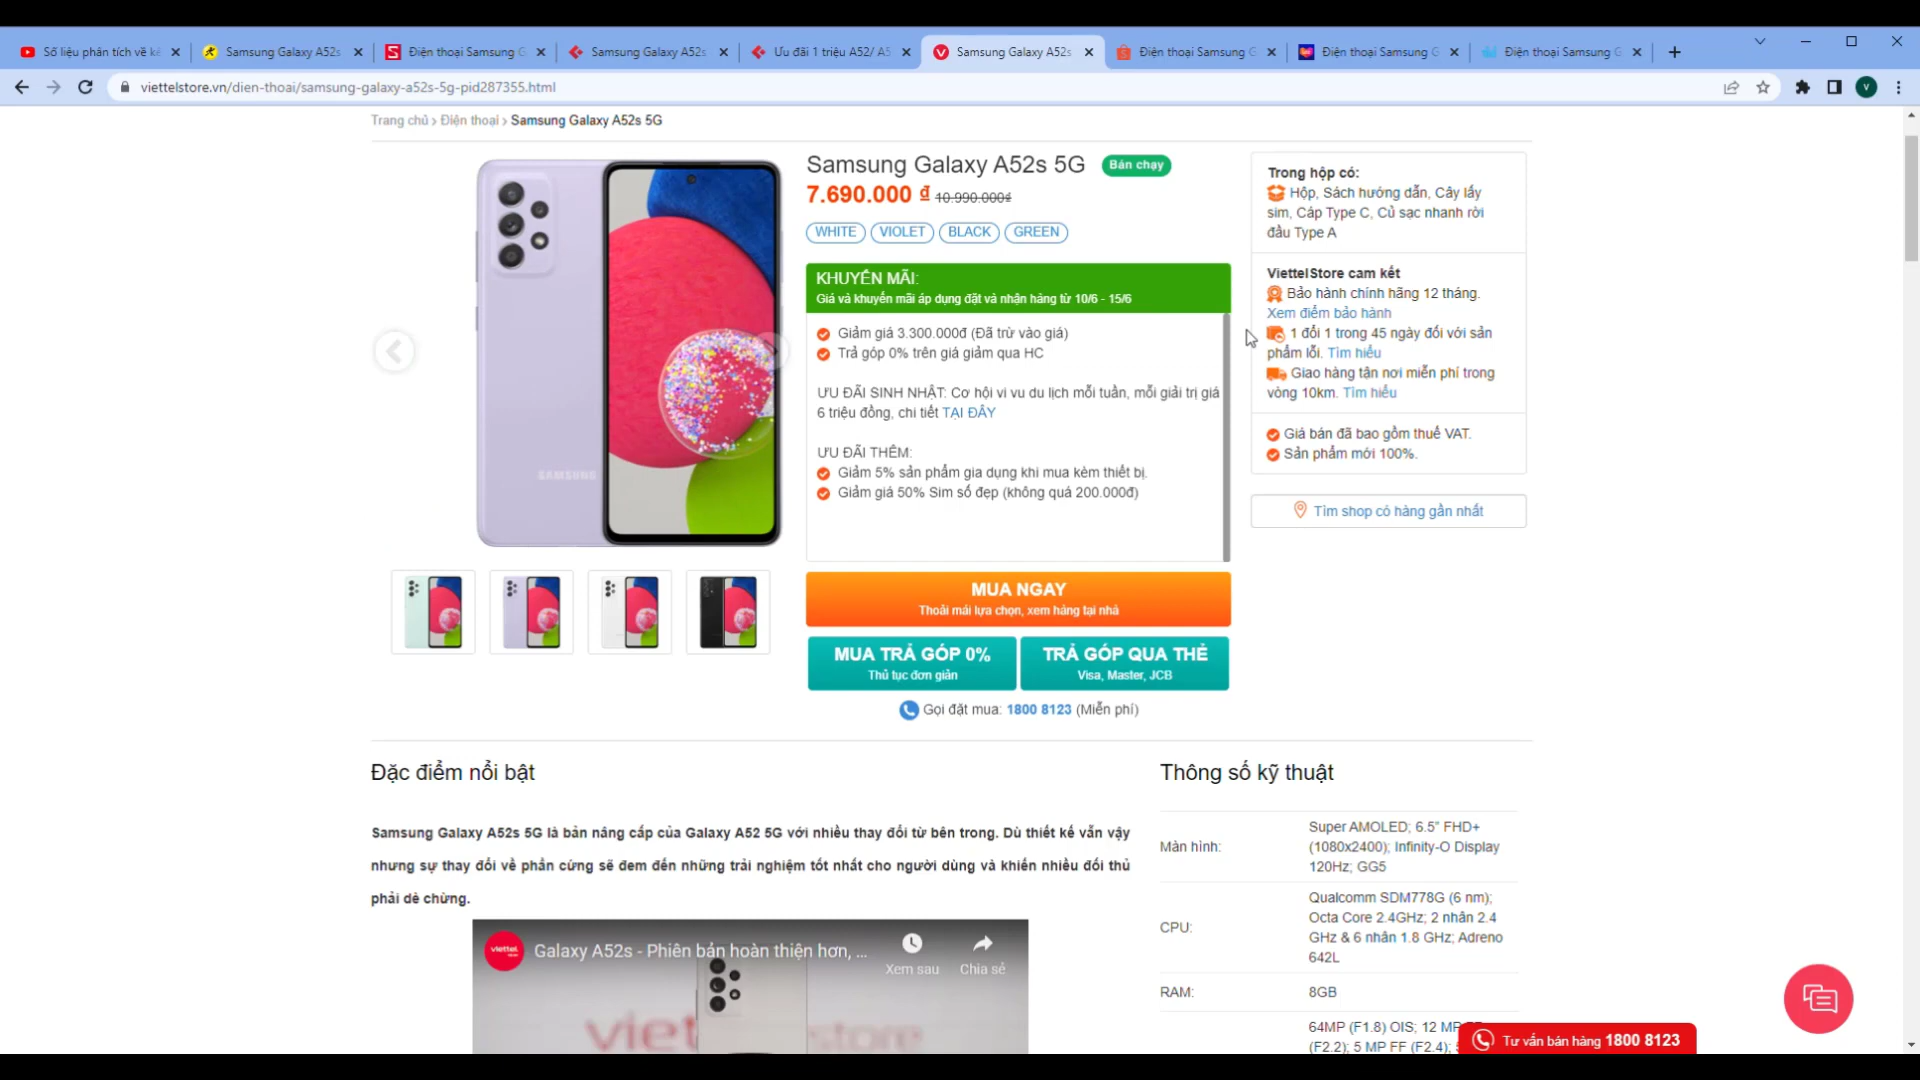 Số liệu phân tích về kê
Samsung Galaxy A52s
Điện thoại Samsung G
Samsung Galaxy A52s
Ưu đãi 1 triệu A52/ A5
Samsung Galaxy A52s
Điện thoại Samsung G
Điện thoại Samsung G
Điện thoại Samsung G
viettelstore.vn/dien-thoai/samsung-galaxy-a52s-5g-pid287355.html
V
Trang chủ › Điện thoại › Samsung Galaxy A52s 5G
SAMSUNG
Samsung Galaxy A52s 5G
Bán chạy
7.690.000 ₫ 10.990.000₫
WHITE
VIOLET
BLACK
GREEN
KHUYẾN MÃI:
Giá và khuyến mãi áp dụng đặt và nhận hàng từ 10/6 - 15/6
Giảm giá 3.300.000đ (Đã trừ vào giá)
Trả góp 0% trên giá giảm qua HC
ƯU ĐÃI SINH NHẬT: Cơ hội vi vu du lịch mỗi tuần, mỗi giải trị giá
6 triệu đồng, chi tiết TẠI ĐÂY
ƯU ĐÃI THÊM:
Giảm 5% sản phẩm gia dụng khi mua kèm thiết bị.
Giảm giá 50% Sim số đẹp (không quá 200.000đ)
MUA NGAY
Thoải mái lựa chọn, xem hàng tại nhà
MUA TRẢ GÓP 0%
Thủ tục đơn giản
TRẢ GÓP QUA THẺ
Visa, Master, JCB
Gọi đặt mua: 1800 8123 (Miễn phí)
Trong hộp có:
Hộp, Sách hướng dẫn, Cây lấy
sim, Cáp Type C, Củ sạc nhanh rời
đầu Type A
ViettelStore cam kết
Bảo hành chính hãng 12 tháng.
Xem điểm bảo hành
1 đổi 1 trong 45 ngày đối với sản
phẩm lỗi. Tìm hiểu
Giao hàng tận nơi miễn phí trong
vòng 10km. Tìm hiểu
Giá bán đã bao gồm thuế VAT.
Sản phẩm mới 100%.
Tìm shop có hàng gần nhất
Đặc điểm nổi bật
Samsung Galaxy A52s 5G là bản nâng cấp của Galaxy A52 5G với nhiều thay đổi từ bên trong. Dù thiết kế vẫn vậy
nhưng sự thay đổi về phần cứng sẽ đem đến những trải nghiệm tốt nhất cho người dùng và khiến nhiều đối thủ
phải dè chừng.
viettel
Galaxy A52s - Phiên bản hoàn thiện hơn, ...
Xem sau
Chia sẻ
viet
store
Thông số kỹ thuật
Màn hình:
Super AMOLED; 6.5” FHD+
(1080x2400); Infinity-O Display
120Hz; GG5
CPU:
Qualcomm SDM778G (6 nm);
Octa Core 2.4GHz; 2 nhân 2.4
GHz & 6 nhân 1.8 GHz; Adreno
642L
RAM:
8GB
64MP (F1.8) OIS; 12 MP
(F2.2); 5 MP FF (F2.4);
Tư vấn bán hàng 1800 8123